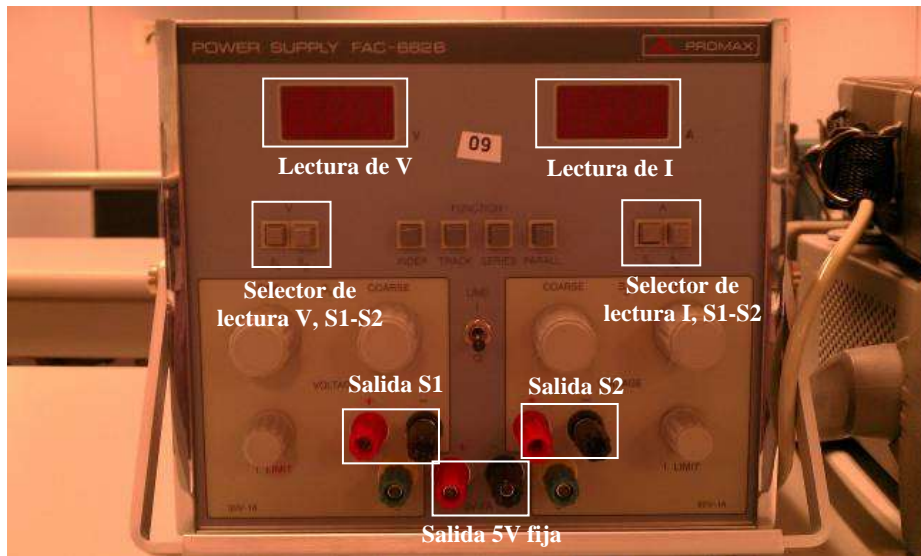 POWER SUPPLY FAC-662B
PROMAX
V
A
09
Lectura de V
Lectura de I
FUNCTION
V
A
INDEP. TRACK SERIES PARALL.
Selector de
lectura V, S1-S2
Selector de
lectura I, S1-S2
COARSE
COARSE
Salida S1
Salida S2
+ −
+ −
I. LIMIT
I. LIMIT
Salida 5V fija